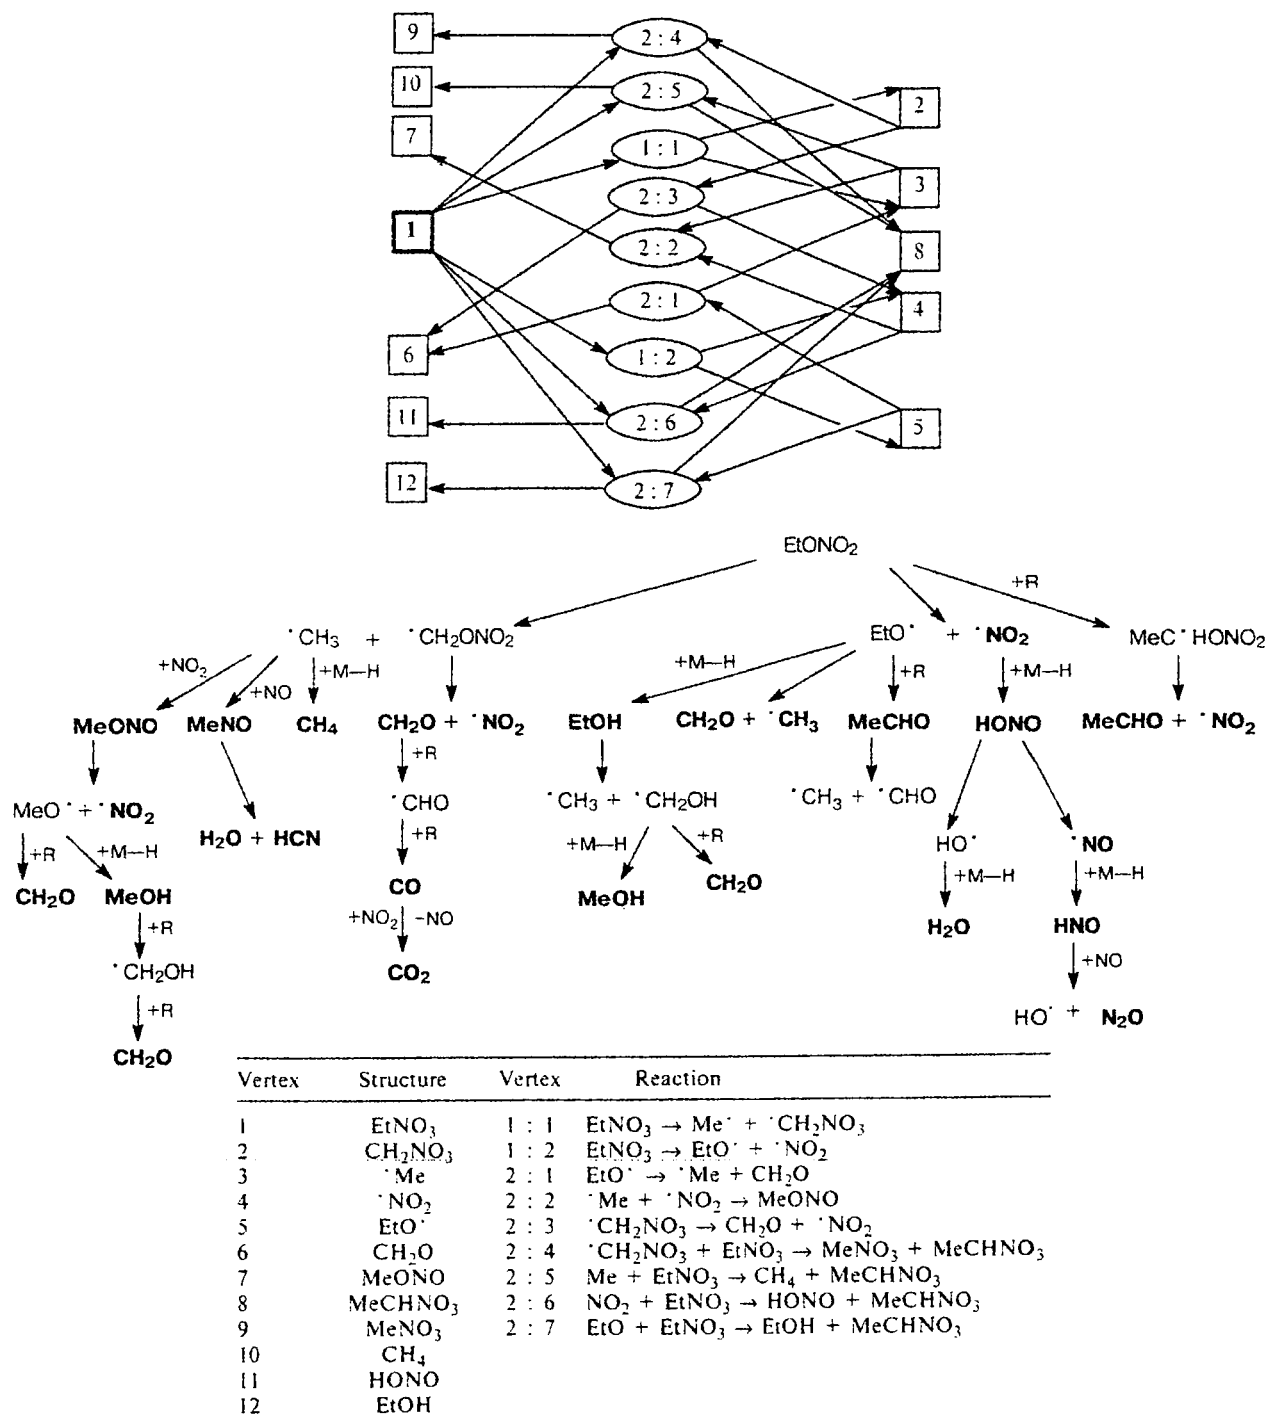 9
2 : 4
10
2 : 5
2
7
1 : 1
3
2 : 3
1
2 : 2
8
2 : 1
4
6
1 : 2
11
2 : 6
5
12
2 : 7
EtONO₂
+R
·CH₃ + ·CH₂ONO₂
EtO· + ·NO₂
MeC·HONO₂
+NO₂
+NO
+M–H
+M–H
+R
+M–H
MeONO
MeNO
CH₄
CH₂O + ·NO₂
EtOH
CH₂O + ·CH₃
MeCHO
HONO
MeCHO + ·NO₂
+R
MeO· + ·NO₂
·CHO
·CH₃ + ·CH₂OH
·CH₃ + ·CHO
H₂O + HCN
HO·
·NO
+R
+M–H
+R
+M–H
+R
+M–H
+M–H
CH₂O
MeOH
CO
MeOH
CH₂O
H₂O
HNO
+R
+NO₂
-NO
+NO
·CH₂OH
CO₂
HO· + N₂O
+R
CH₂O
Vertex Structure Vertex Reaction
1 EtNO₃ 1 : 1 EtNO₃ → Me· + ·CH₂NO₃
2 CH₂NO₃ 1 : 2 EtNO₃ → EtO· + ·NO₂
3 ·Me 2 : 1 EtO· → ·Me + CH₂O
4 ·NO₂ 2 : 2 ·Me + ·NO₂ → MeONO
5 EtO· 2 : 3 ·CH₂NO₃ → CH₂O + ·NO₂
6 CH₂O 2 : 4 ·CH₂NO₃ + EtNO₃ → MeNO₃ + MeCHNO₃
7 MeONO 2 : 5 Me + EtNO₃ → CH₄ + MeCHNO₃
8 MeCHNO₃ 2 : 6 NO₂ + EtNO₃ → HONO + MeCHNO₃
9 MeNO₃ 2 : 7 EtO + EtNO₃ → EtOH + MeCHNO₃
10 CH₄
11 HONO
12 EtOH